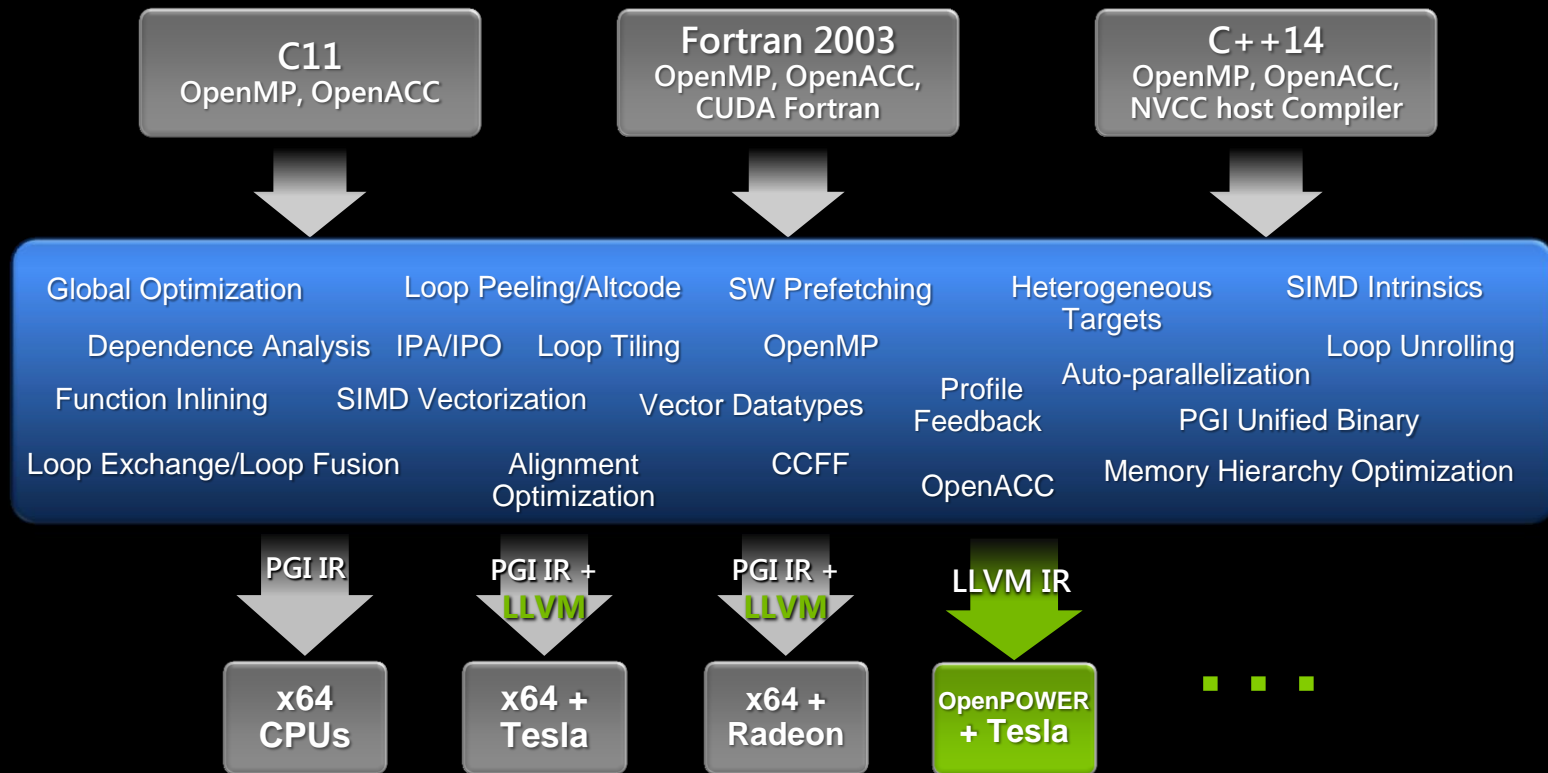 C11
OpenMP, OpenACC
Fortran 2003
OpenMP, OpenACC,
CUDA Fortran
C++14
OpenMP, OpenACC,
NVCC host Compiler
Global Optimization
Loop Peeling/Altcode
SW Prefetching
Heterogeneous
Targets
SIMD Intrinsics
Dependence Analysis
IPA/IPO
Loop Tiling
OpenMP
Loop Unrolling
Auto-parallelization
Function Inlining
SIMD Vectorization
Vector Datatypes
Profile
Feedback
PGI Unified Binary
Loop Exchange/Loop Fusion
Alignment
Optimization
CCFF
OpenACC
Memory Hierarchy Optimization
PGI IR
PGI IR +
LLVM
PGI IR +
LLVM
LLVM IR
x64
CPUs
x64 +
Tesla
x64 +
Radeon
OpenPOWER
+ Tesla
...